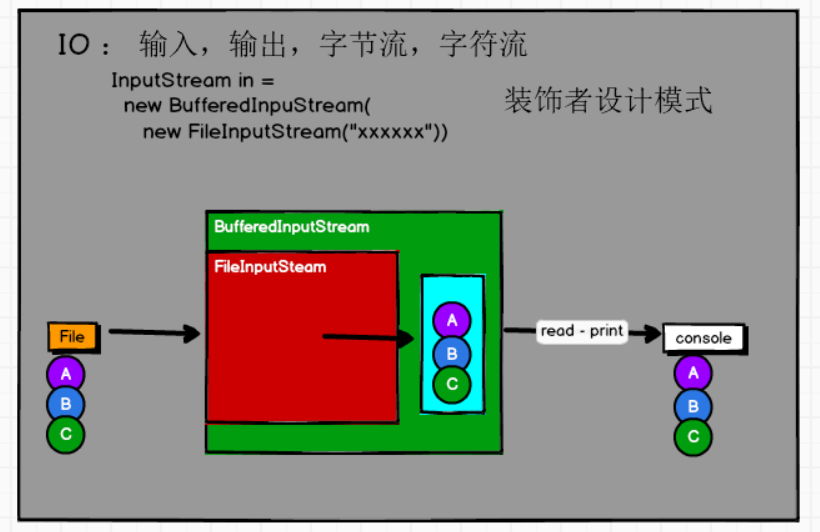 IO： 输入，输出，字节流，字符流
InputStream in =
new BufferedInpuStream(
new FileInputStream("xxxxxx"))
装饰者设计模式
BufferedInputStream
FileInputSteam
File
A
B
C
A
B
C
read - print
console
A
B
C